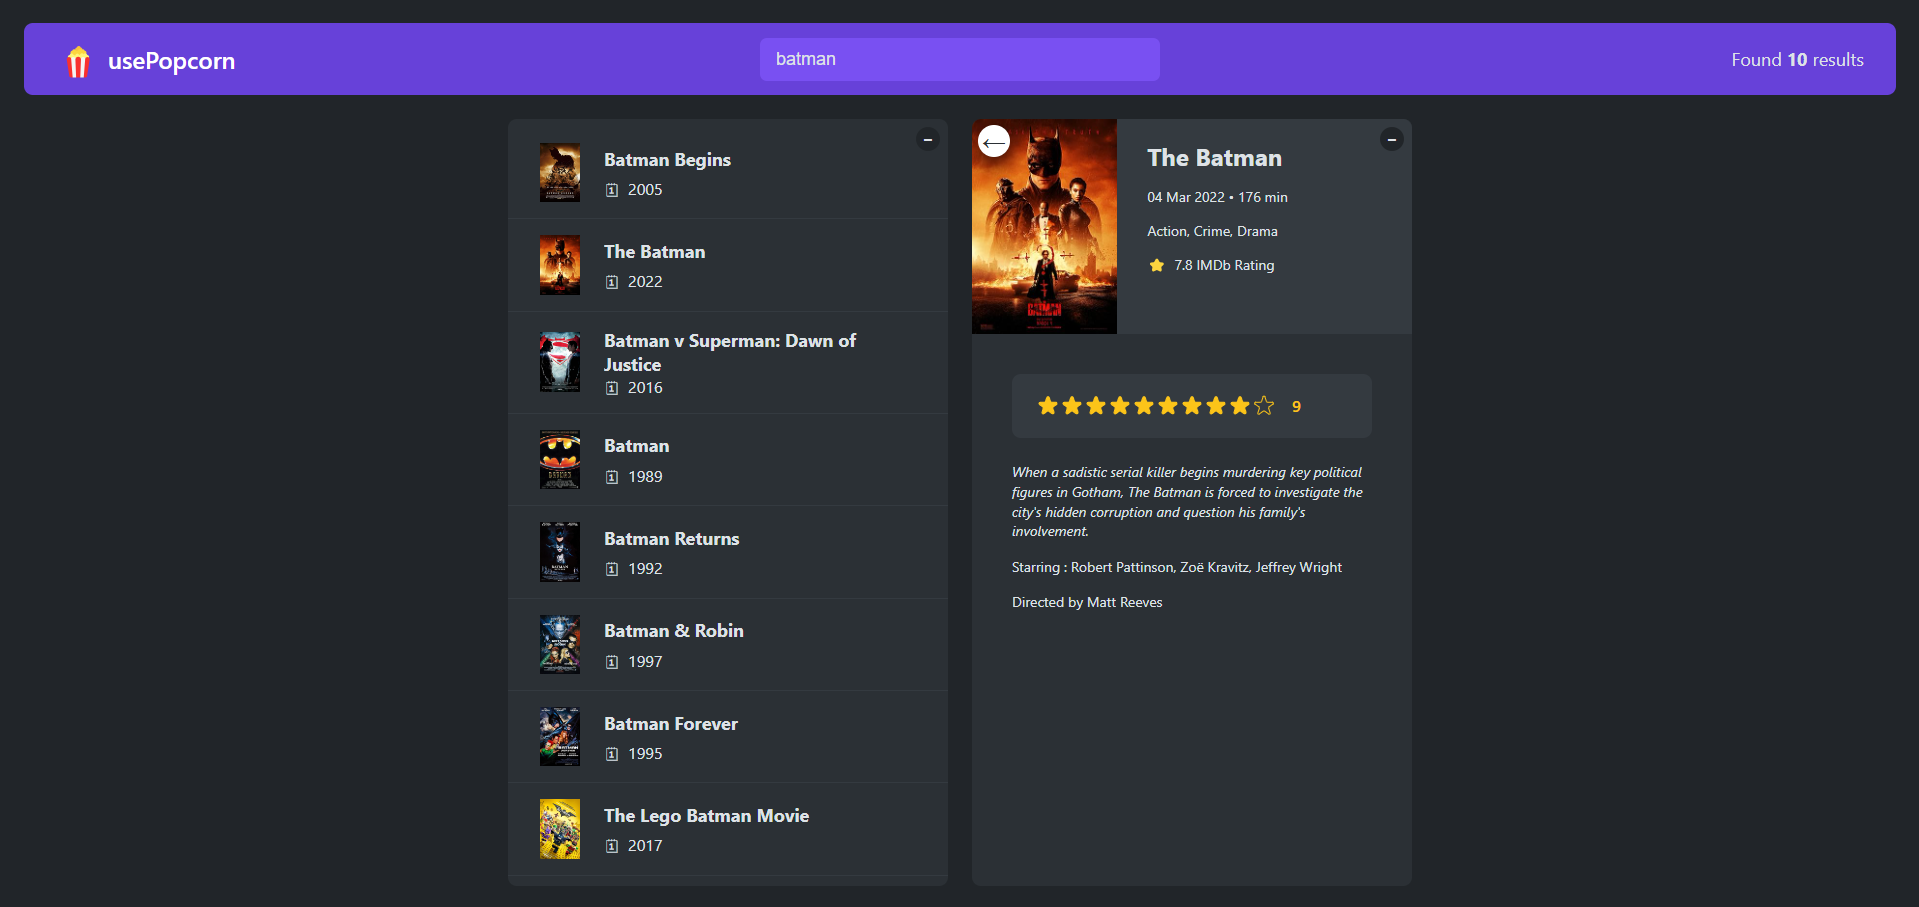 usePopcorn
batman
Found 10 results
Batman Begins
2005
The Batman
2022
Batman v Superman: Dawn of
Justice
2016
Batman
1989
Batman Returns
1992
Batman & Robin
1997
Batman Forever
1995
The Lego Batman Movie
2017
←
THE
BATMAN
The Batman
04 Mar 2022 • 176 min
Action, Crime, Drama
7.8 IMDb Rating
9
When a sadistic serial killer begins murdering key political
figures in Gotham, The Batman is forced to investigate the
city's hidden corruption and question his family's
involvement.
Starring : Robert Pattinson, Zoë Kravitz, Jeffrey Wright
Directed by Matt Reeves